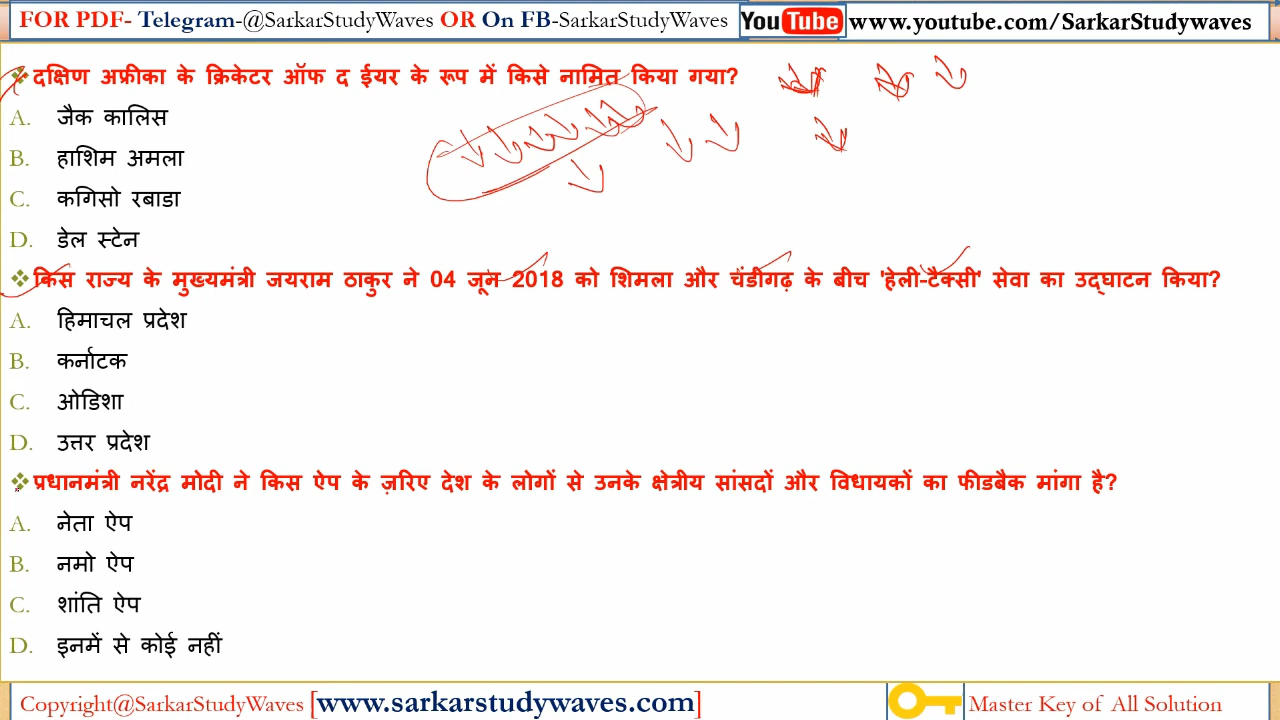 FOR PDF- Telegram-@SarkarStudyWaves OR On FB-SarkarStudyWaves YouTube www.youtube.com/SarkarStudywaves
दक्षिण अफ्रीका के क्रिकेटर ऑफ द ईयर के रूप में किसे नामित किया गया?
A. जैक कालिस
B. हाशिम अमला
C. कगिसो रबाडा
D. डेल स्टेन
किस राज्य के मुख्यमंत्री जयराम ठाकुर ने 04 जून 2018 को शिमला और चंडीगढ़ के बीच 'हेली-टैक्सी' सेवा का उद्घाटन किया?
A. हिमाचल प्रदेश
B. कर्नाटक
C. ओडिशा
D. उत्तर प्रदेश
प्रधानमंत्री नरेंद्र मोदी ने किस ऐप के ज़रिए देश के लोगों से उनके क्षेत्रीय सांसदों और विधायकों का फीडबैक मांगा है?
A. नेता ऐप
B. नमो ऐप
C. शांति ऐप
D. इनमें से कोई नहीं
Copyright@SarkarStudyWaves [www.sarkarstudywaves.com] Master Key of All Solution